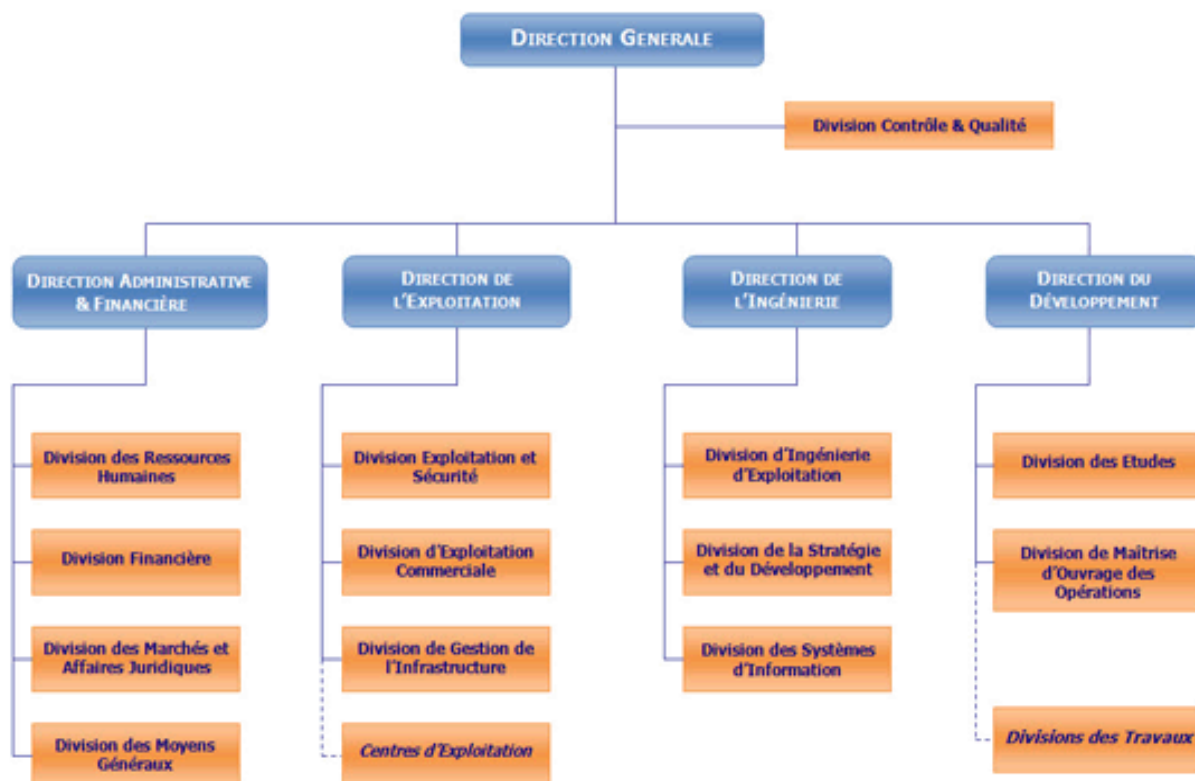 DIRECTION GENERALE
Division Contrôle & Qualité
DIRECTION ADMINISTRATIVE
& FINANCIÈRE
DIRECTION DE
L'EXPLOITATION
DIRECTION DE
L'INGÉNIERIE
DIRECTION DU
DÉVELOPPEMENT
Division des Ressources
Humaines
Division Financière
Division des Marchés et
Affaires Juridiques
Division des Moyens
Généraux
Division Exploitation et
Sécurité
Division d'Exploitation
Commerciale
Division de Gestion de
l'Infrastructure
Centres d'Exploitation
Division d'Ingénierie
d'Exploitation
Division de la Stratégie
et du Développement
Division des Systèmes
d'Information
Division des Etudes
Division de Maîtrise
d'Ouvrage des
Opérations
Divisions des Travaux